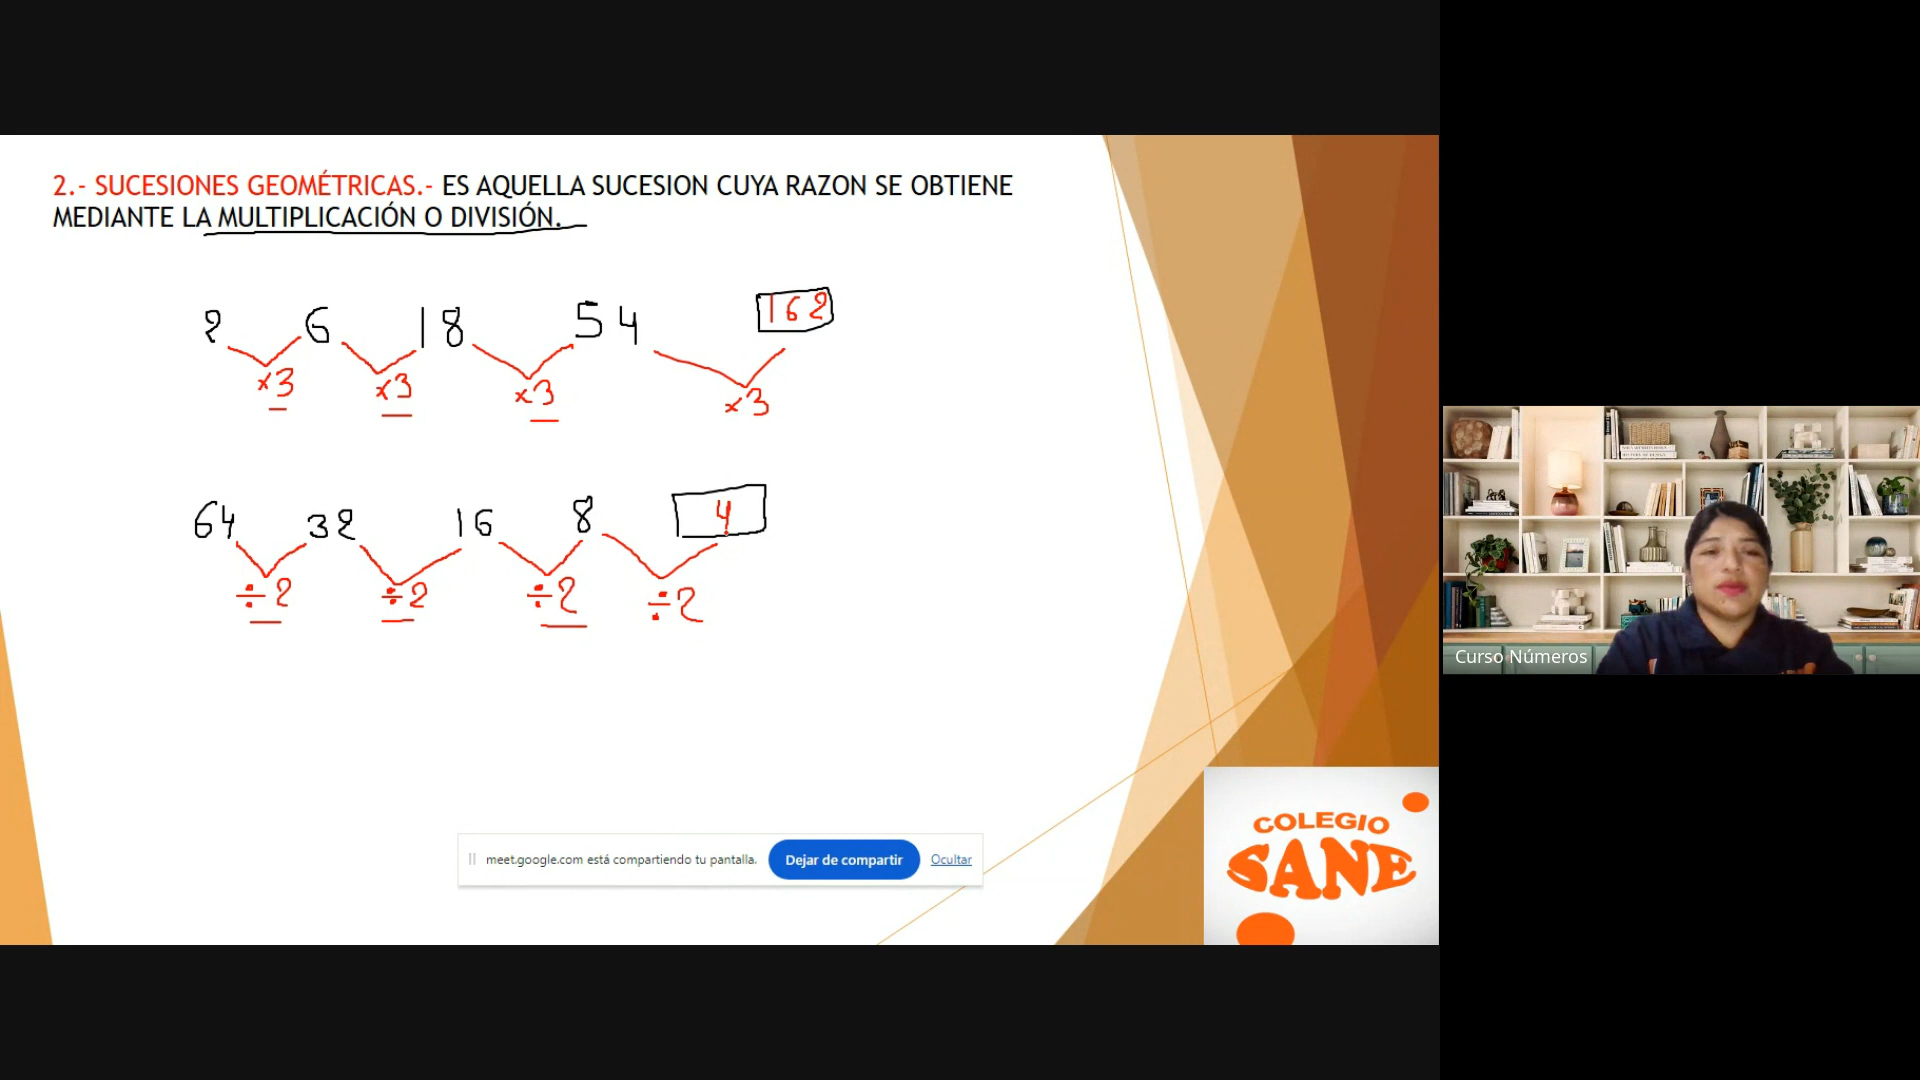 2.- SUCESIONES GEOMÉTRICAS.- ES AQUELLA SUCESION CUYA RAZON SE OBTIENE
MEDIANTE LA MULTIPLICACIÓN O DIVISIÓN.
2 6 18 54 162
×3 ×3 ×3 ×3
64 32 16 8 4
÷2 ÷2 ÷2 ÷2
Curso Números
COLEGIO
SANE
meet.google.com está compartiendo tu pantalla. Dejar de compartir Ocultar